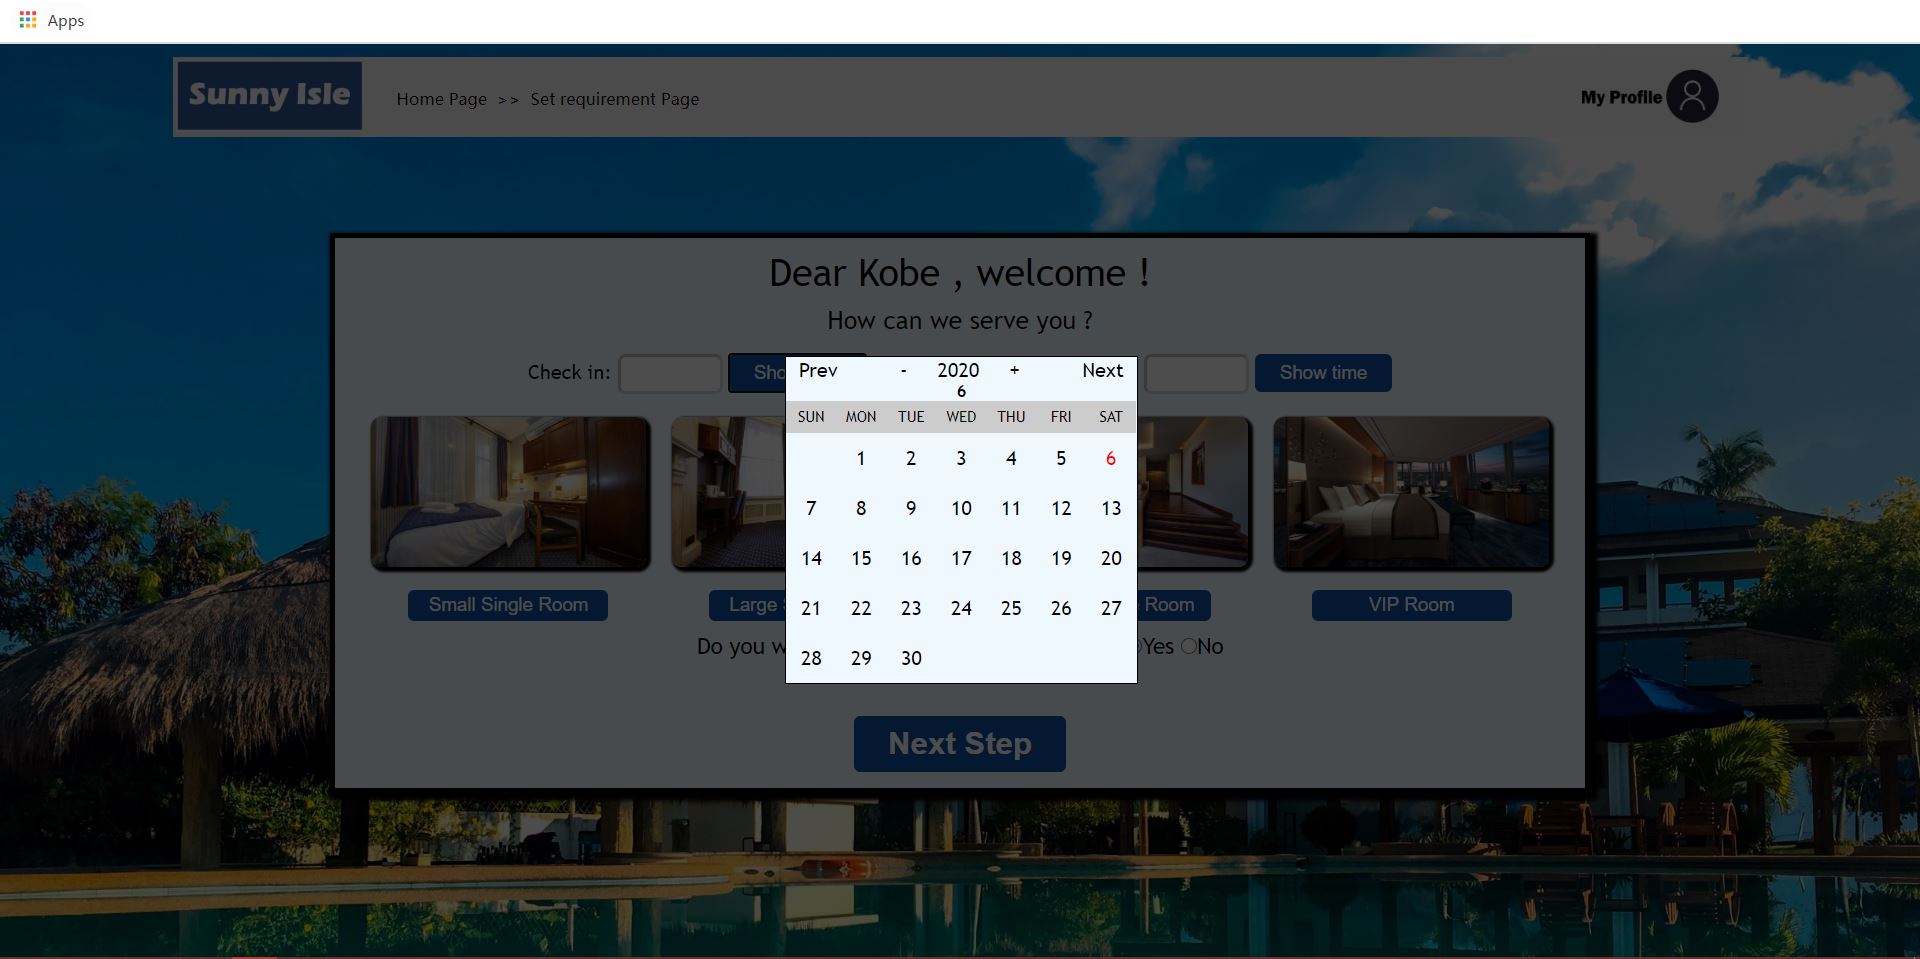 Apps
Sunny Isle
Home Page >> Set requirement Page
My Profile
Dear Kobe , welcome !
How can we serve you ?
Check in: Sho
Show time
Prev - 2020 + Next
6
SUN MON TUE WED THU FRI SAT
1 2 3 4 5 6
7 8 9 10 11 12 13
14 15 16 17 18 19 20
21 22 23 24 25 26 27
28 29 30
Small Single Room
Large
Room
VIP Room
Do you w
Yes No
Next Step